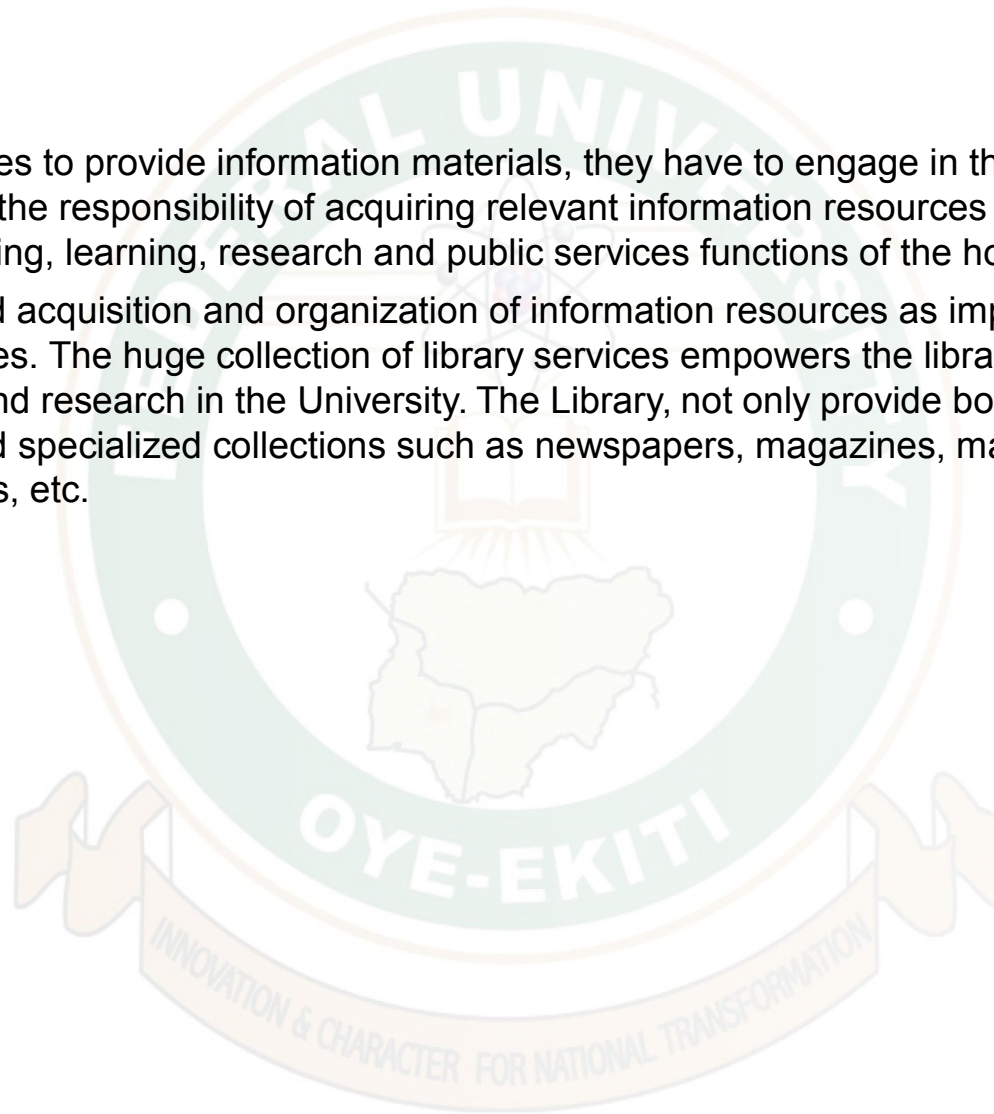 FEDERAL UNIVERSITY
es to provide information materials, they have to engage in th
the responsibility of acquiring relevant information resources
ing, learning, research and public services functions of the ho
d acquisition and organization of information resources as imp
es. The huge collection of library services empowers the libra
nd research in the University. The Library, not only provide bo
d specialized collections such as newspapers, magazines, ma
s, etc.
OYE-EKITI
INNOVATION & CHARACTER FOR NATIONAL TRANSFORMATION